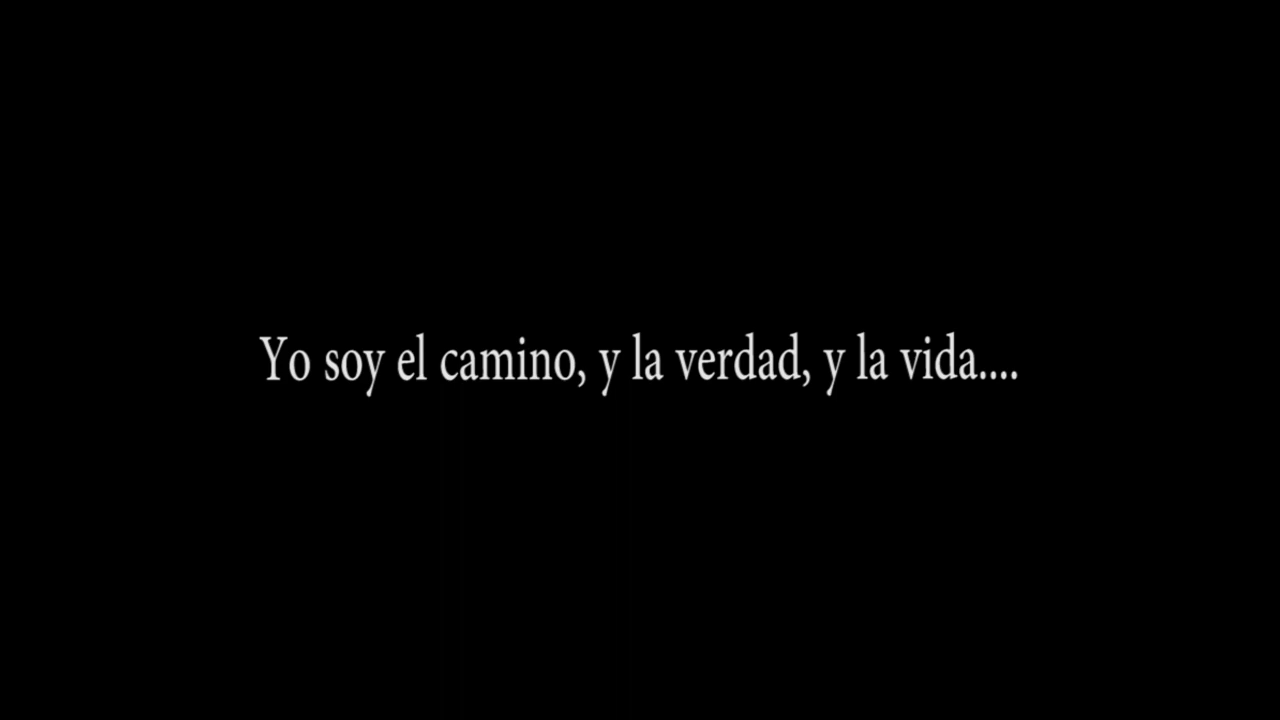 Yo soy el camino, y la verdad, y la vida....